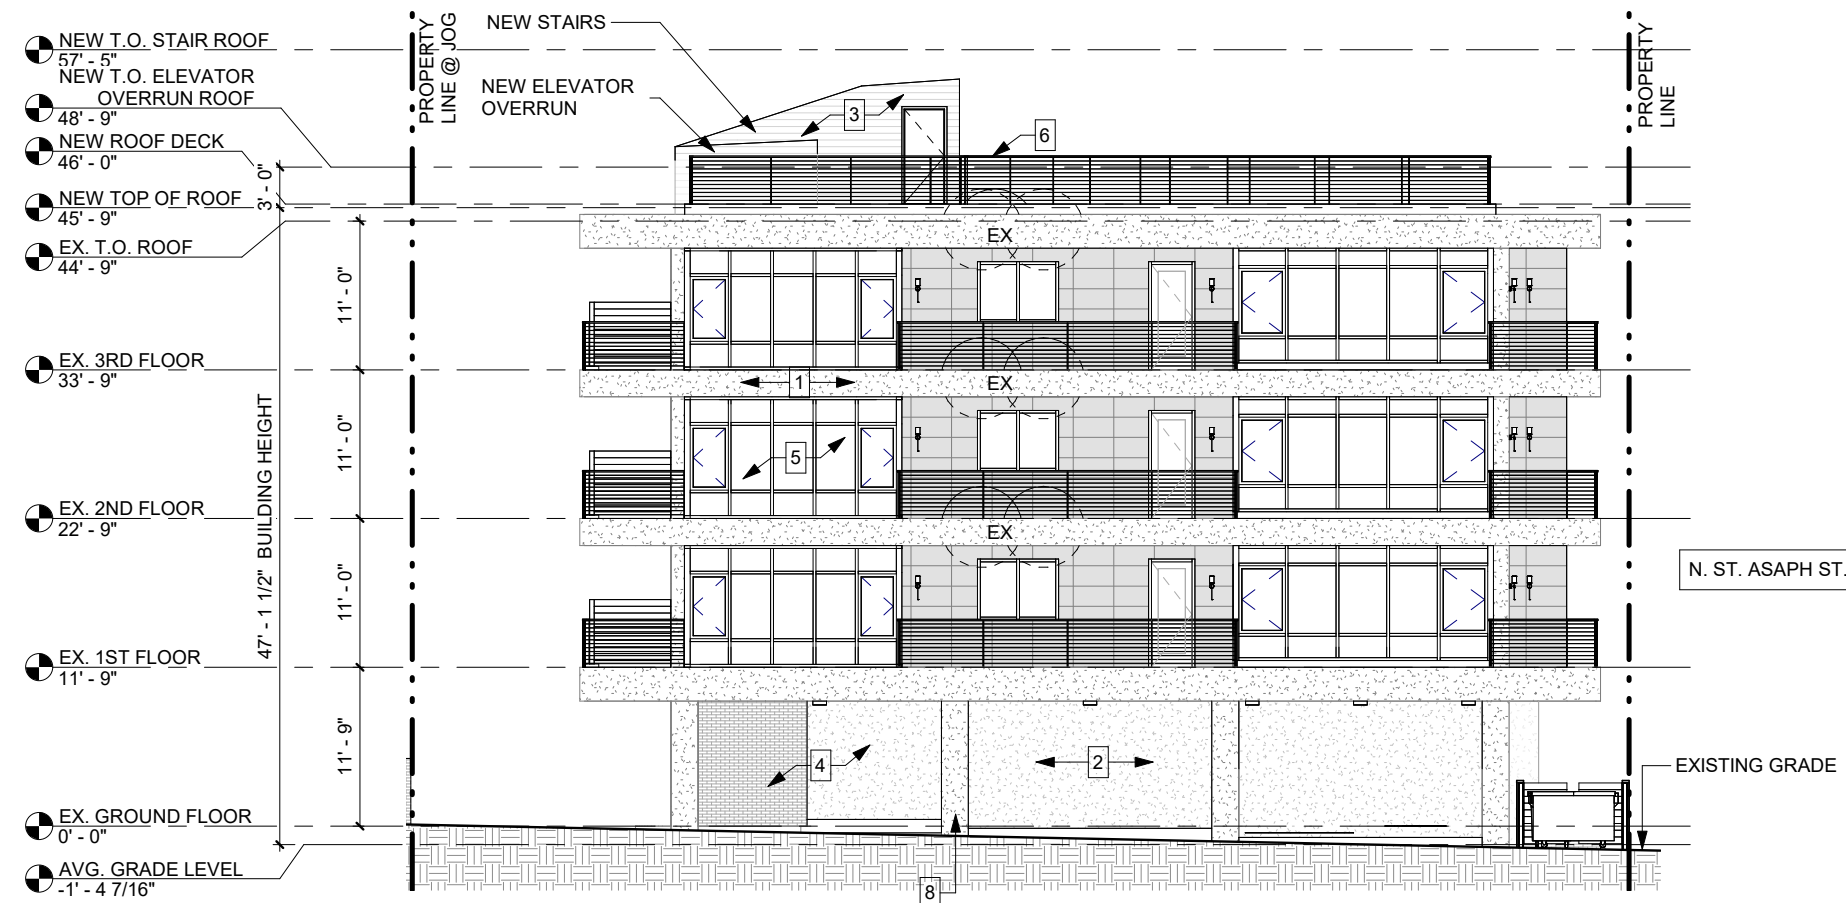 NEW T.O. STAIR ROOF
57' - 5"
NEW T.O. ELEVATOR
OVERRUN ROOF
48' - 9"
NEW ROOF DECK
46' - 0"
NEW TOP OF ROOF
45' - 9"
EX. T.O. ROOF
44' - 9"
EX. 3RD FLOOR
33' - 9"
EX. 2ND FLOOR
22' - 9"
EX. 1ST FLOOR
11' - 9"
EX. GROUND FLOOR
0' - 0"
AVG. GRADE LEVEL
-1' - 4 7/16"
3' - 0"
47' - 1 1/2" BUILDING HEIGHT
11' - 0"
11' - 0"
11' - 0"
11' - 9"
PROPERTY
LINE @ JOG
NEW STAIRS
NEW ELEVATOR
OVERRUN
3
6
EX
1
EX
5
EX
4
2
8
PROPERTY
LINE
N. ST. ASAPH ST.
EXISTING GRADE